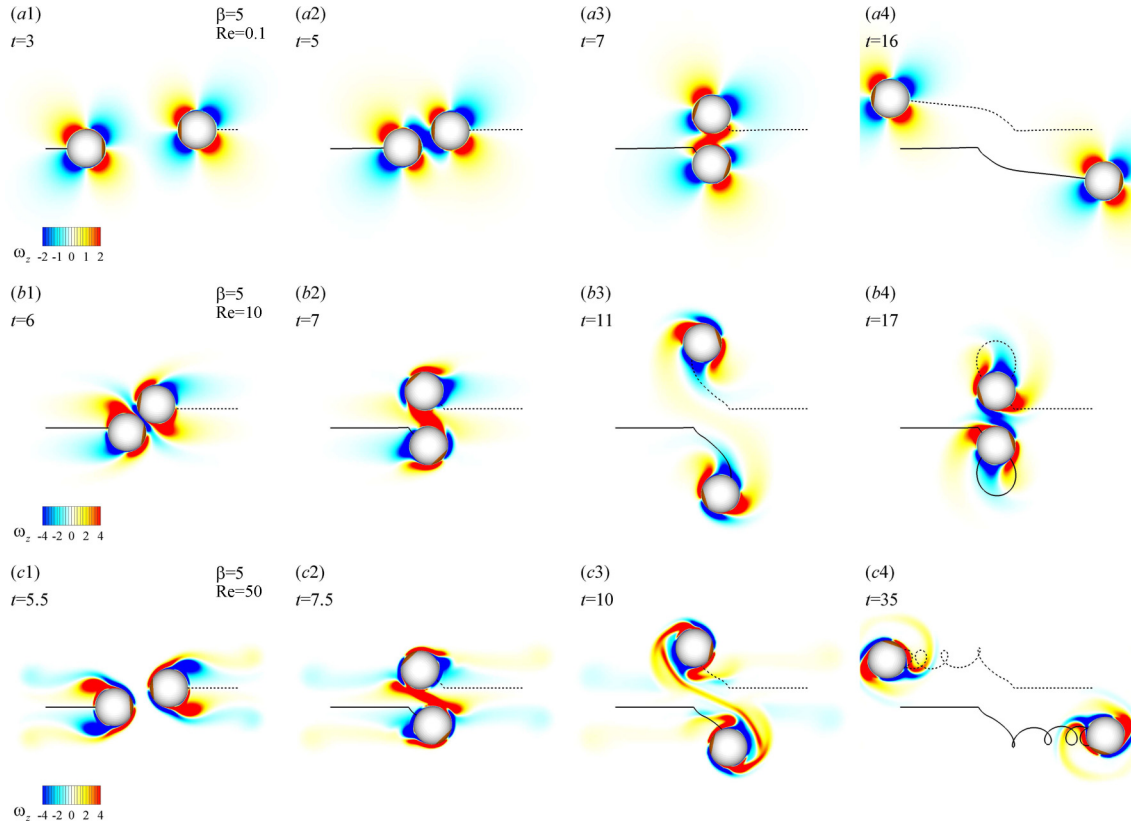 (a1)
β=5
Re=0.1
t=3
(a2)
t=5
(a3)
t=7
(a4)
t=16
ω_z
-2 -1 0 1 2
(b1)
β=5
Re=10
t=6
(b2)
t=7
(b3)
t=11
(b4)
t=17
ω_z
-4 -2 0 2 4
(c1)
β=5
Re=50
t=5.5
(c2)
t=7.5
(c3)
t=10
(c4)
t=35
ω_z
-4 -2 0 2 4